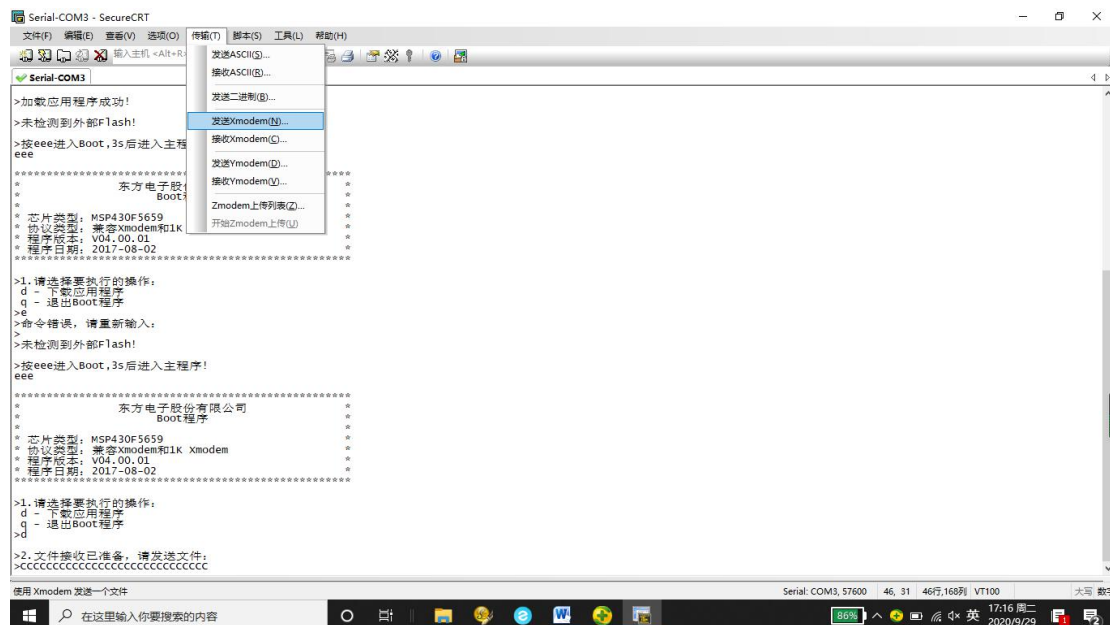 Serial-COM3 - SecureCRT
文件(F) 编辑(E) 查看(V) 选项(O) 传输(T) 脚本(S) 工具(L) 帮助(H)
输入主机 <Alt+R>
发送ASCII(S)...
接收ASCII(R)...
发送二进制(B)...
发送Xmodem(N)...
接收Xmodem(C)...
发送Ymodem(D)...
接收Ymodem(V)...
Zmodem上传列表(Z)...
开始Zmodem上传(U)
Serial-COM3
>加载应用程序成功!
>未检测到外部Flash!
>按eee进入Boot,3s后进入主程
eee
****************************
* 东方电子股份 *
* Boot程 *
* *
* 芯片类型: MSP430F5659 *
* 协议类型: 兼容Xmodem和1K *
* 程序版本: V04.00.01 *
* 程序日期: 2017-08-02 *
****************************************************
>1.请选择要执行的操作:
d - 下载应用程序
q - 退出Boot程序
>e
>命令错误, 请重新输入:
>
>未检测到外部Flash!
>按eee进入Boot,3s后进入主程序!
eee
****************************************************
* 东方电子股份有限公司 *
* Boot程序 *
* *
* 芯片类型: MSP430F5659 *
* 协议类型: 兼容Xmodem和1K Xmodem *
* 程序版本: V04.00.01 *
* 程序日期: 2017-08-02 *
****************************************************
>1.请选择要执行的操作:
d - 下载应用程序
q - 退出Boot程序
>d
>2.文件接收已准备, 请发送文件:
>CCCCCCCCCCCCCCCCCCCCCCCCCCCCC
使用 Xmodem 发送一个文件 Serial: COM3, 57600 46, 31 46行,168列 VT100 大写 数字
在这里输入你要搜索的内容
86% 英 17:16 周二
2020/9/29